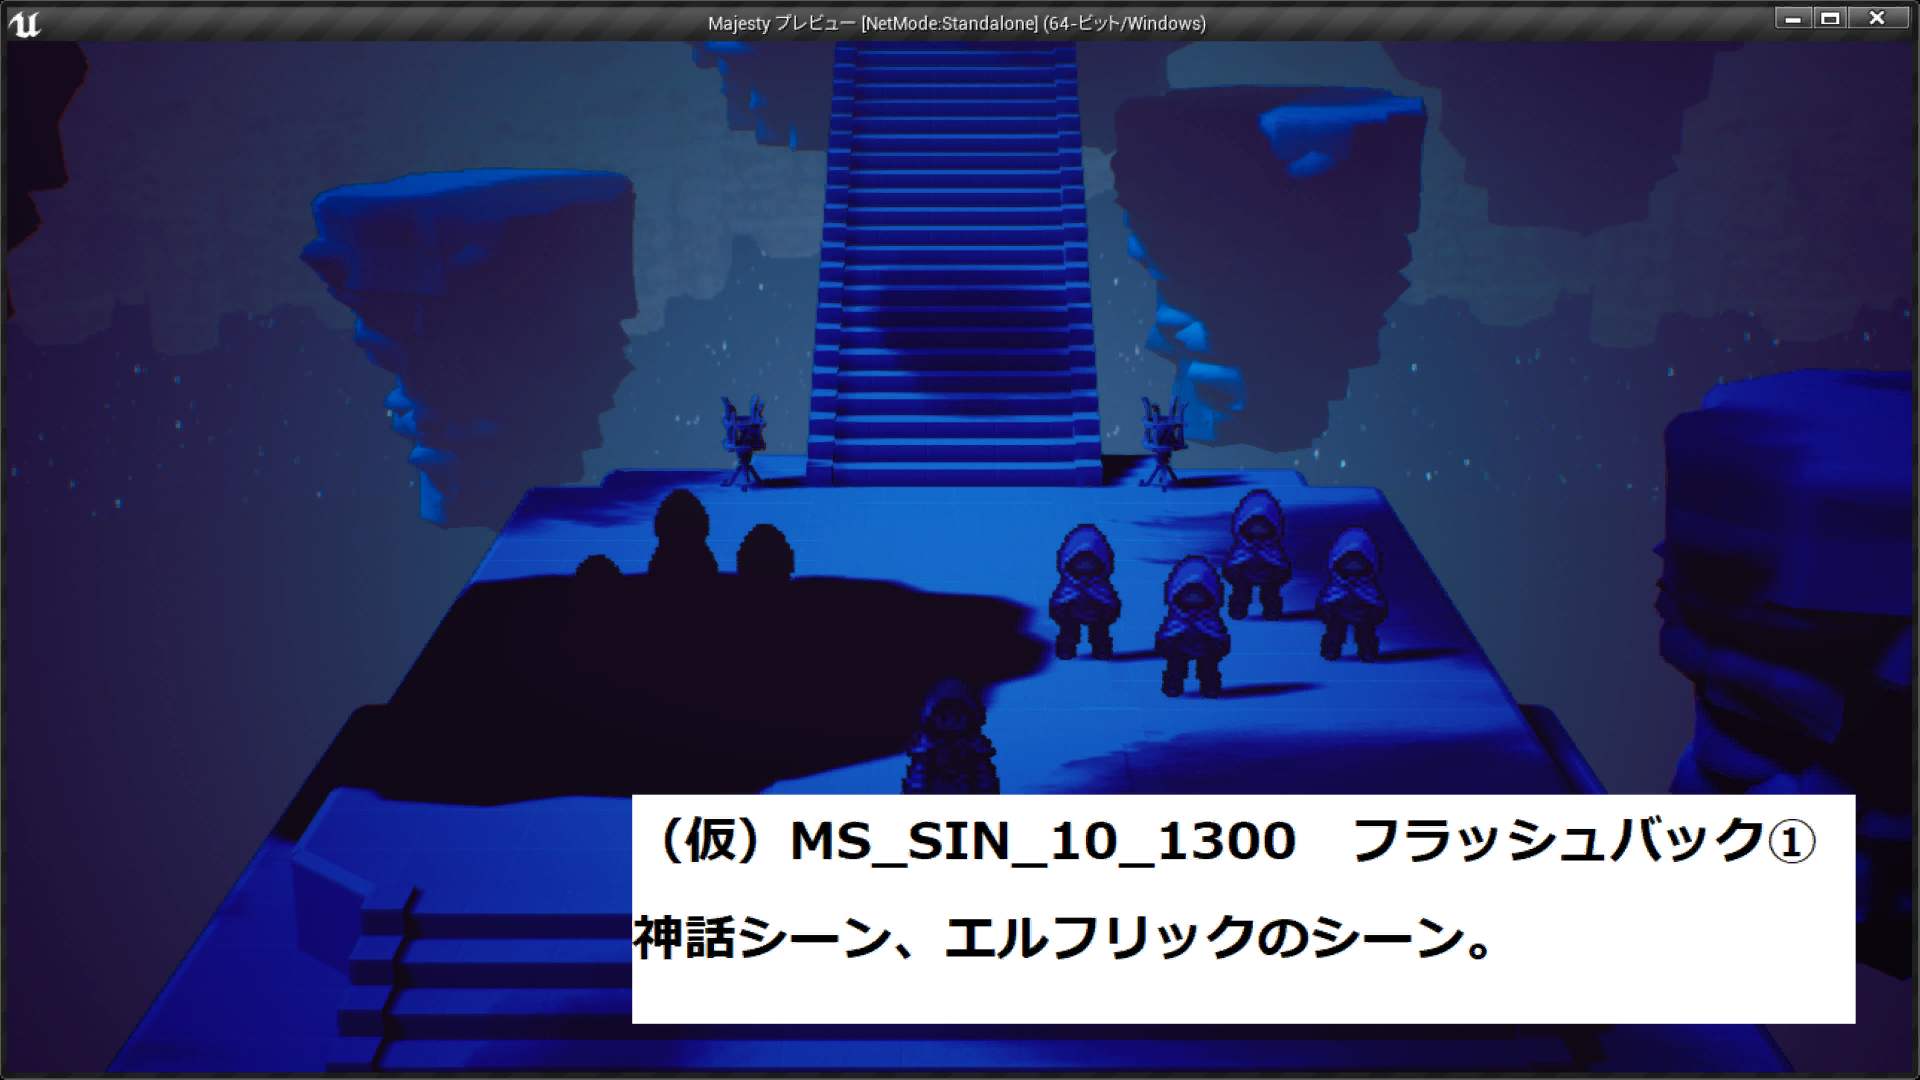 Majesty プレビュー [NetMode:Standalone] (64-ビット/Windows)
（仮）MS_SIN_10_1300　フラッシュバック①
神話シーン、エルフリックのシーン。